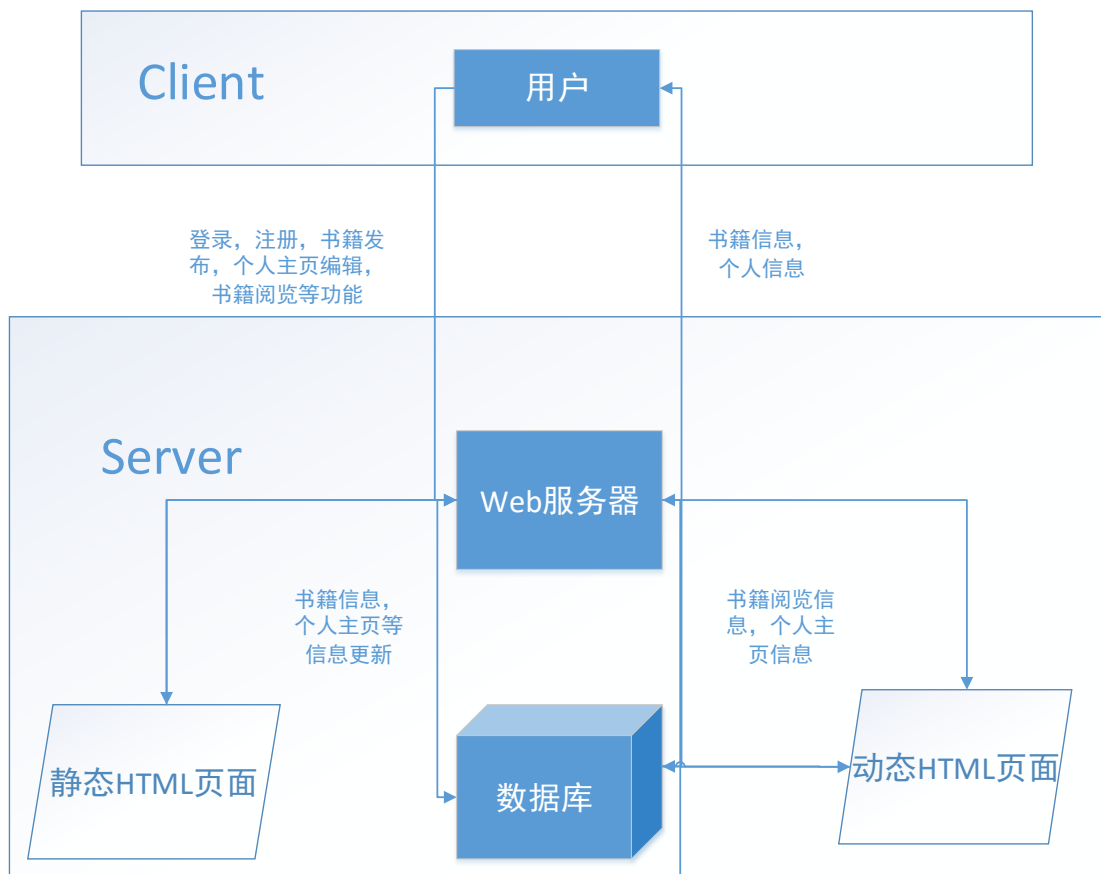 Client
用户
登录，注册，书籍发
布，个人主页编辑，
书籍阅览等功能
书籍信息，
个人信息
Server
Web服务器
书籍信息，
个人主页等
信息更新
书籍阅览信
息，个人主
页信息
静态HTML页面
数据库
动态HTML页面